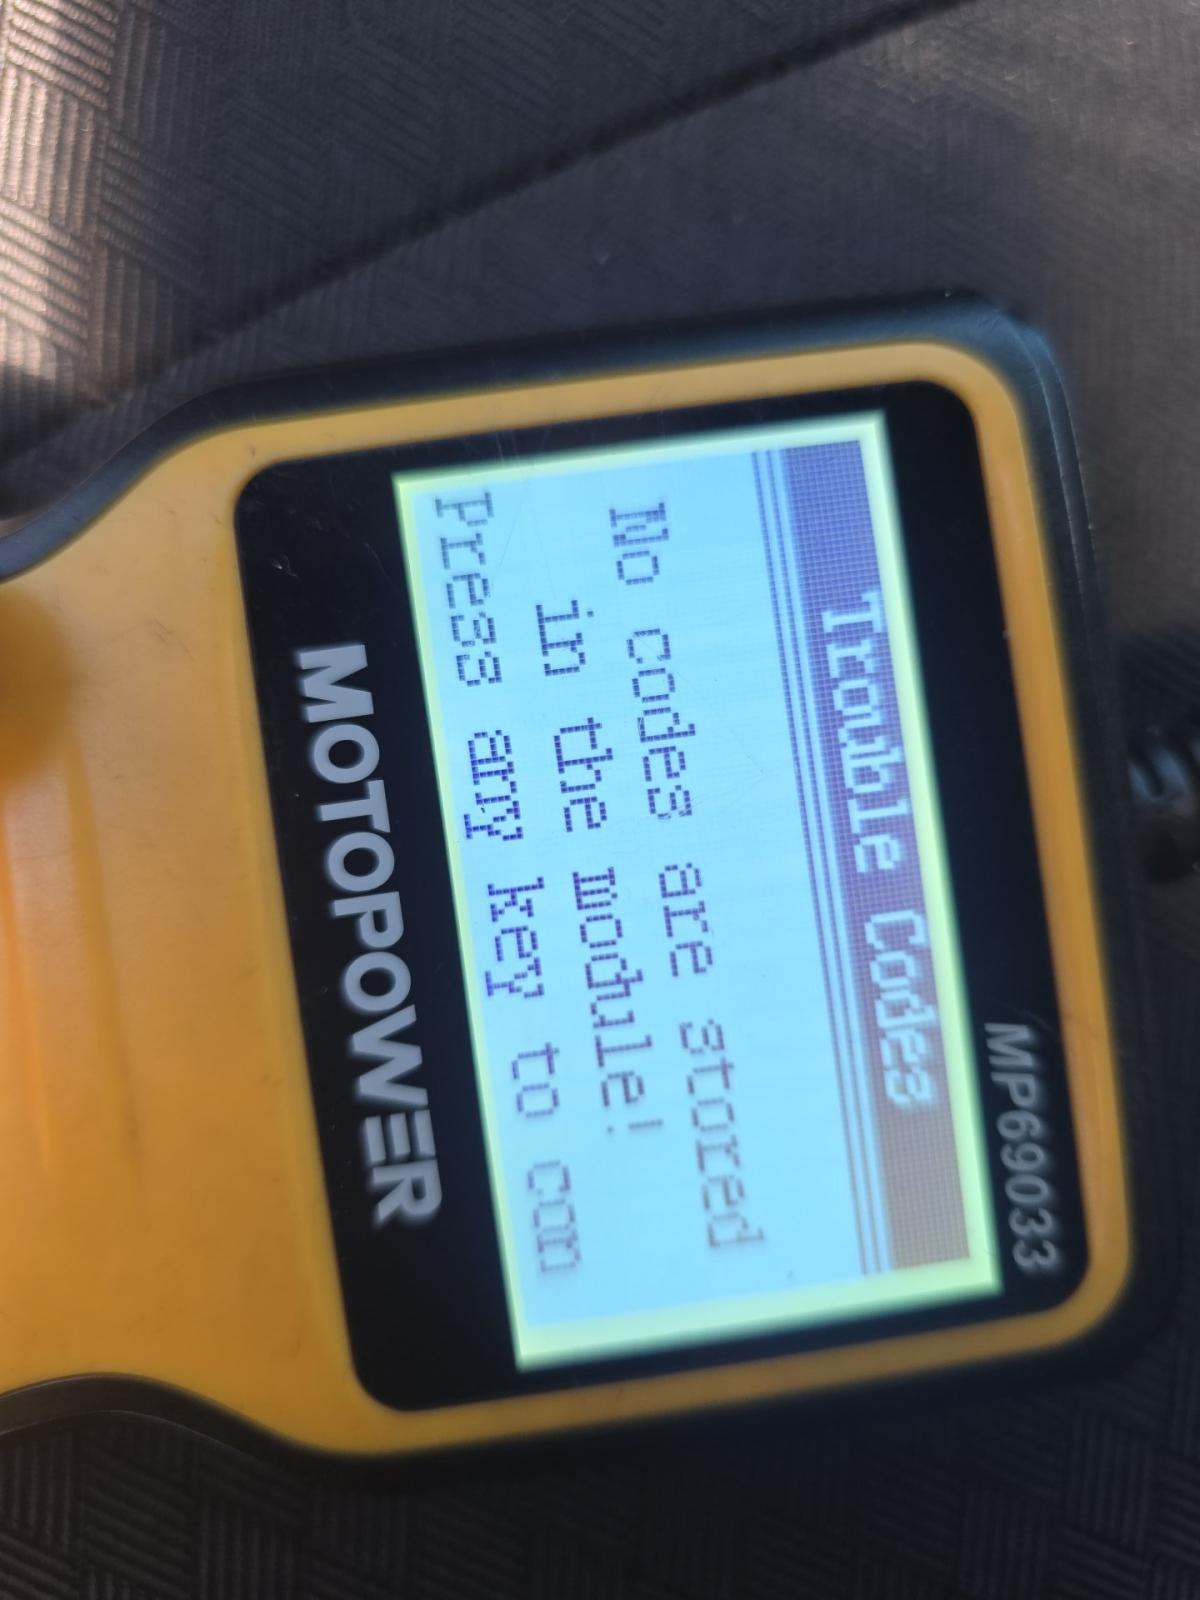 MP69033
Trouble Codes
No codes are stored
in the module!
Press any key to con
MOTOPOWER